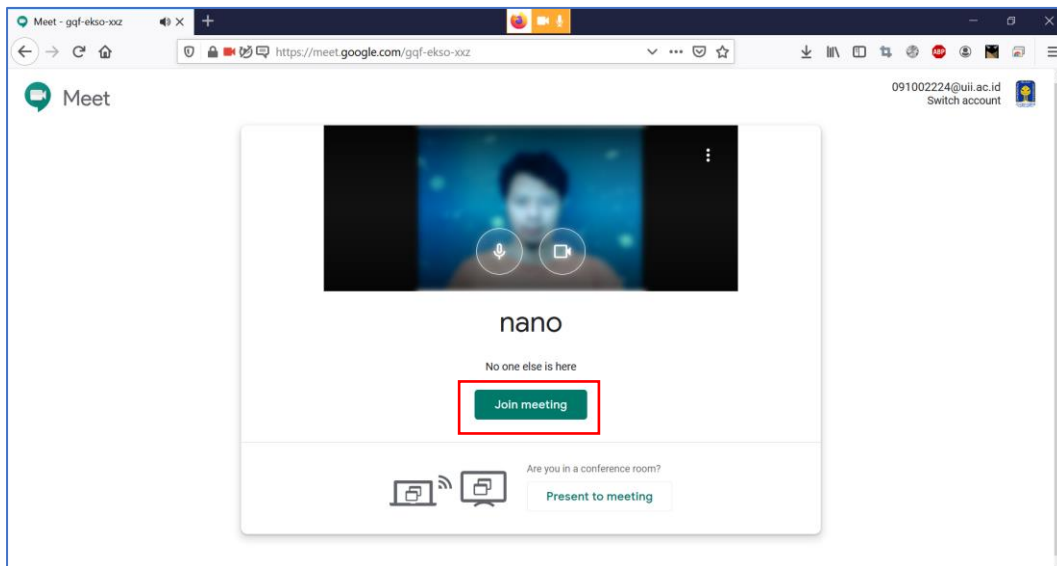 Meet - gqf-ekso-xxz
https://meet.google.com/gqf-ekso-xxz
ABP
Meet
091002224@uii.ac.id
Switch account
nano
No one else is here
Join meeting
Are you in a conference room?
Present to meeting